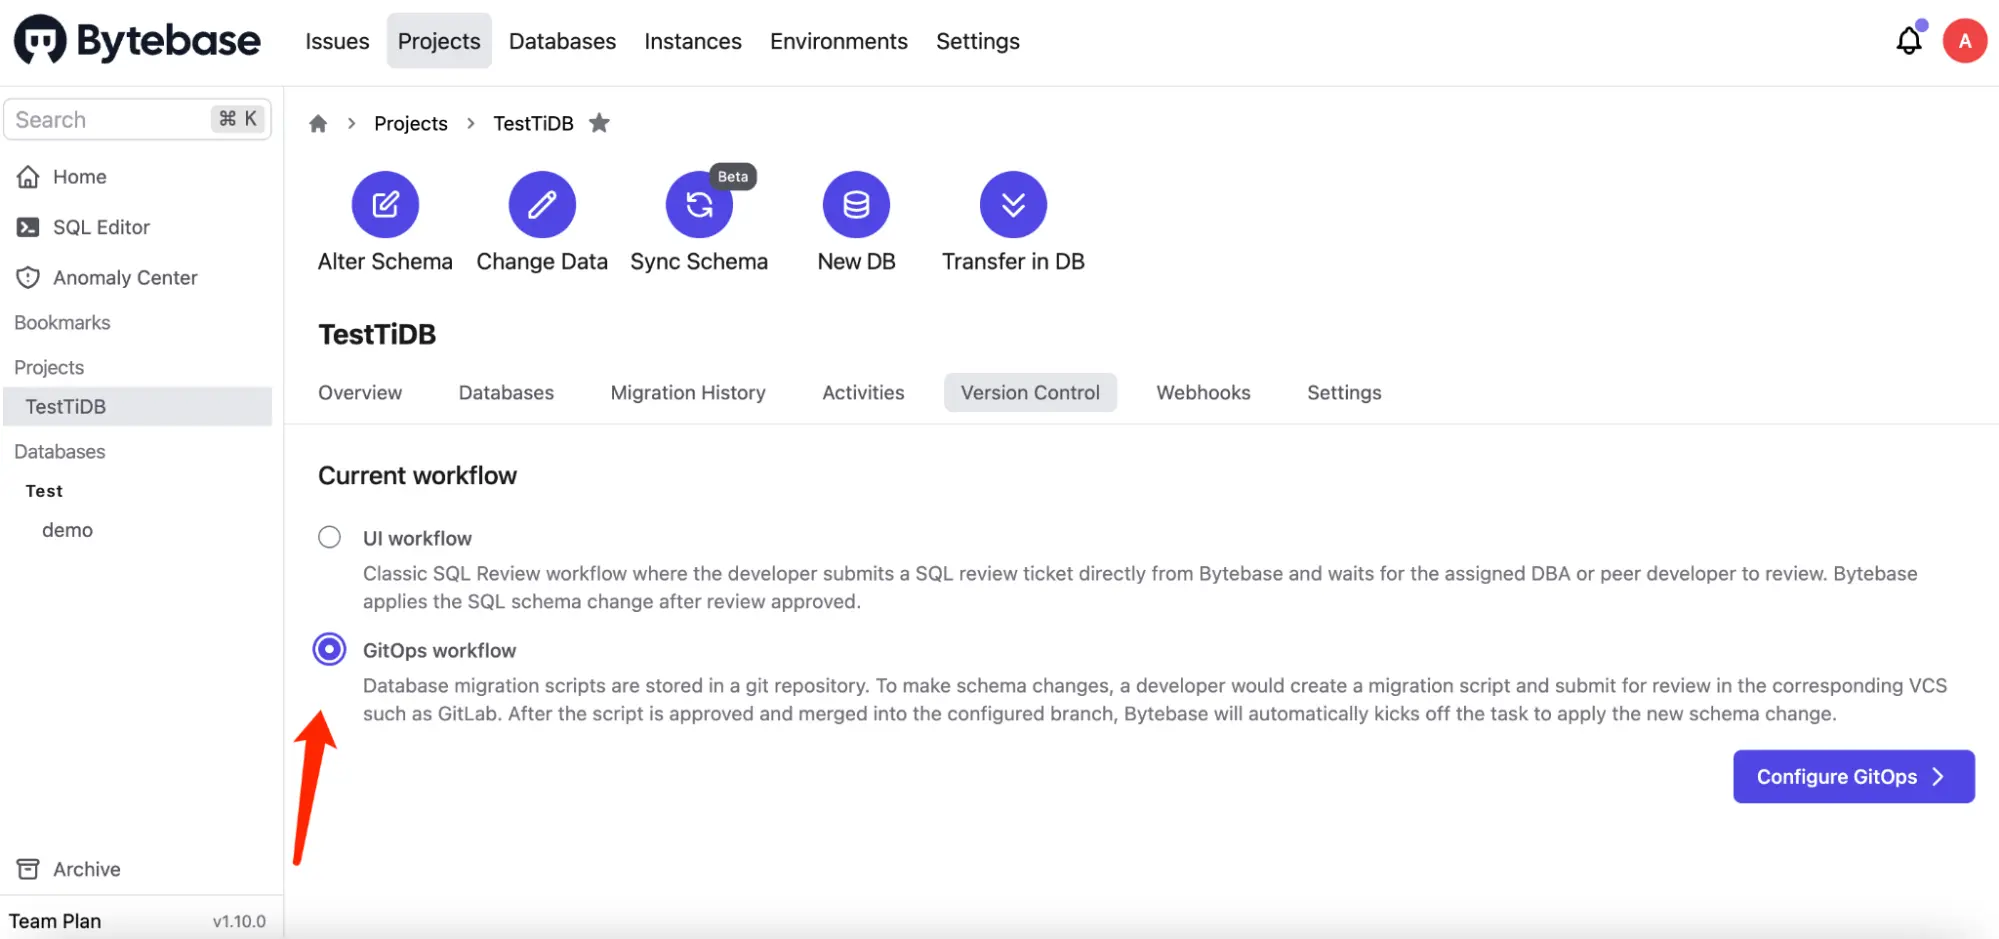 Bytebase
Issues Projects Databases Instances Environments Settings
A
Search ⌘ K
Home
SQL Editor
Anomaly Center
Bookmarks
Projects
TestTiDB
Databases
Test
demo
Archive
Team Plan v1.10.0
Projects TestTiDB
Beta
Alter Schema Change Data Sync Schema New DB Transfer in DB
TestTiDB
Overview Databases Migration History Activities Version Control Webhooks Settings
Current workflow
UI workflow
Classic SQL Review workflow where the developer submits a SQL review ticket directly from Bytebase and waits for the assigned DBA or peer developer to review. Bytebase
applies the SQL schema change after review approved.
GitOps workflow
Database migration scripts are stored in a git repository. To make schema changes, a developer would create a migration script and submit for review in the corresponding VCS
such as GitLab. After the script is approved and merged into the configured branch, Bytebase will automatically kicks off the task to apply the new schema change.
Configure GitOps